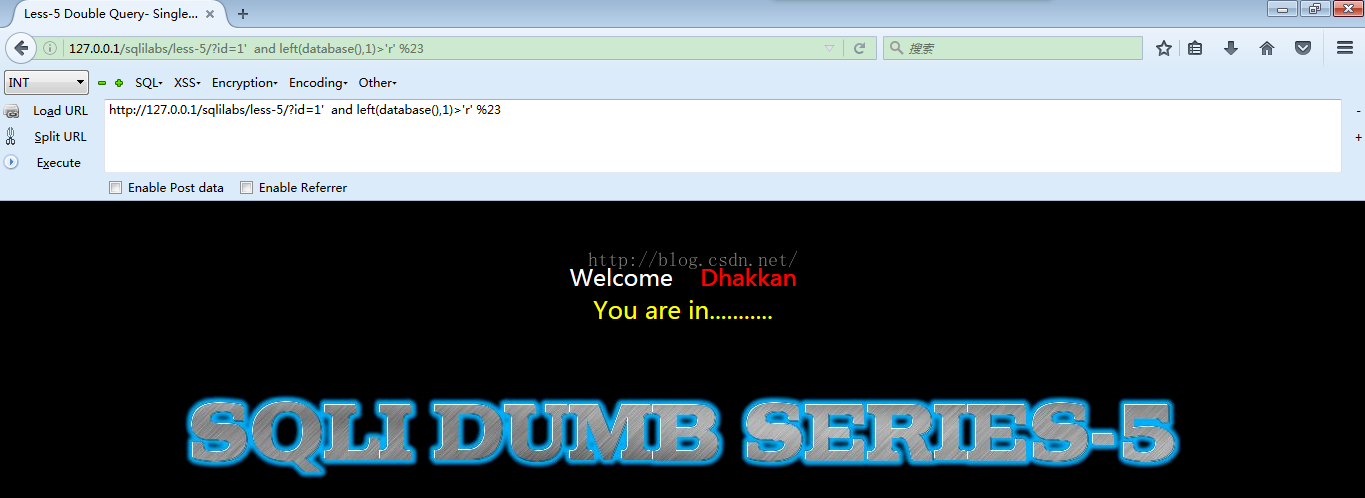 Less-5 Double Query- Single...
127.0.0.1/sqlilabs/less-5/?id=1'  and left(database(),1)>'r' %23
搜索
INT
SQL
XSS
Encryption
Encoding
Other
Load URL
http://127.0.0.1/sqlilabs/less-5/?id=1'  and left(database(),1)>'r' %23
Split URL
Execute
Enable Post data
Enable Referrer
http://blog.csdn.net/
Welcome Dhakkan
You are in...........
SQLI DUMB SERIES-5